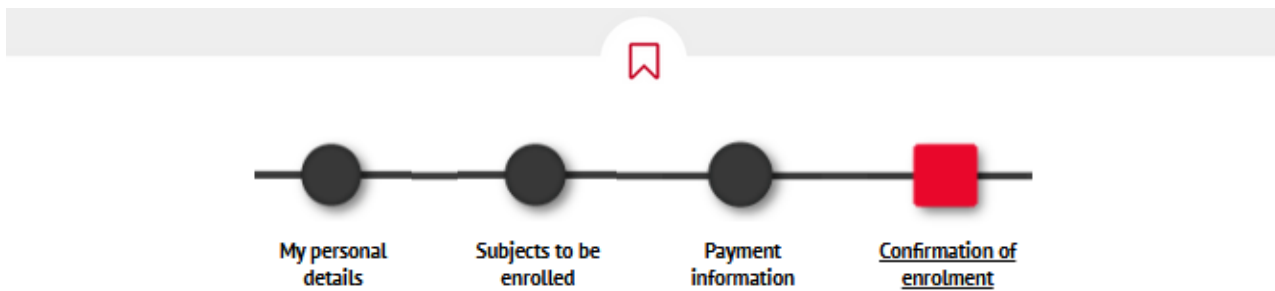 My personal
details
Subjects to be
enrolled
Payment
information
Confirmation of
enrolment